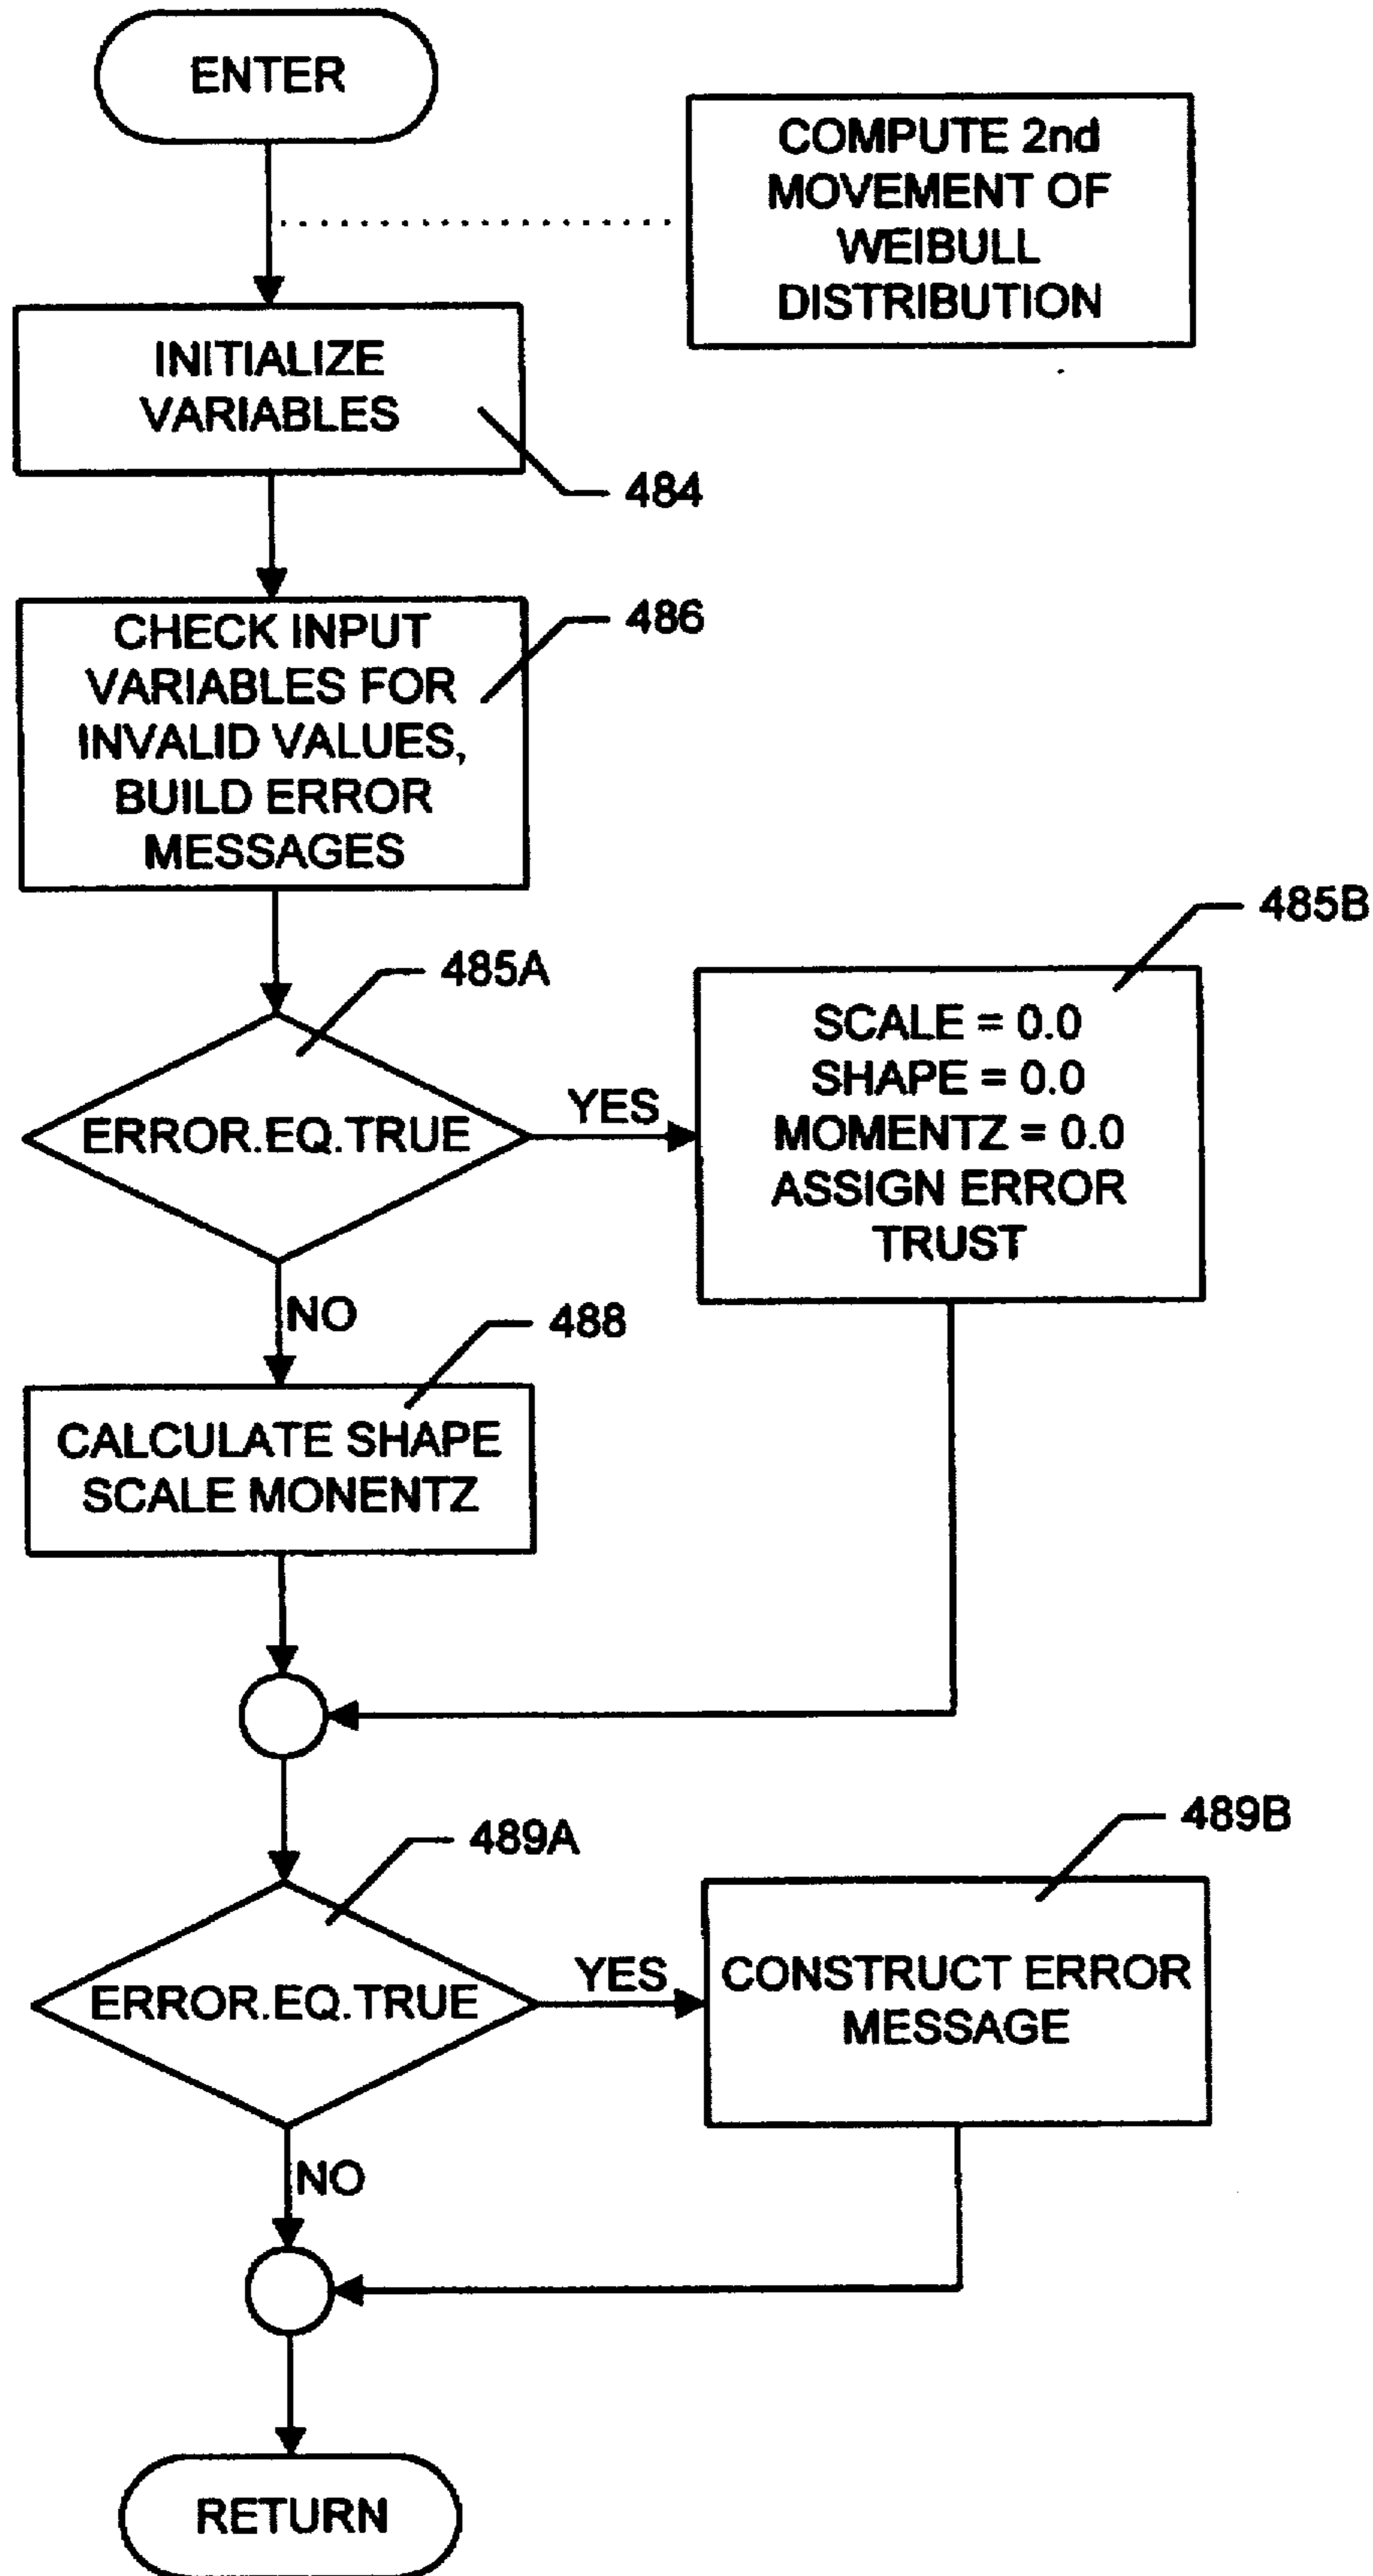 ENTER
COMPUTE 2nd
MOVEMENT OF
WEIBULL
DISTRIBUTION
INITIALIZE
VARIABLES
484
CHECK INPUT
VARIABLES FOR
INVALID VALUES,
BUILD ERROR
MESSAGES
486
485A
ERROR.EQ.TRUE
YES
485B
SCALE = 0.0
SHAPE = 0.0
MOMENTZ = 0.0
ASSIGN ERROR
TRUST
NO
488
CALCULATE SHAPE
SCALE MONENTZ
489A
ERROR.EQ.TRUE
YES
489B
CONSTRUCT ERROR
MESSAGE
NO
RETURN